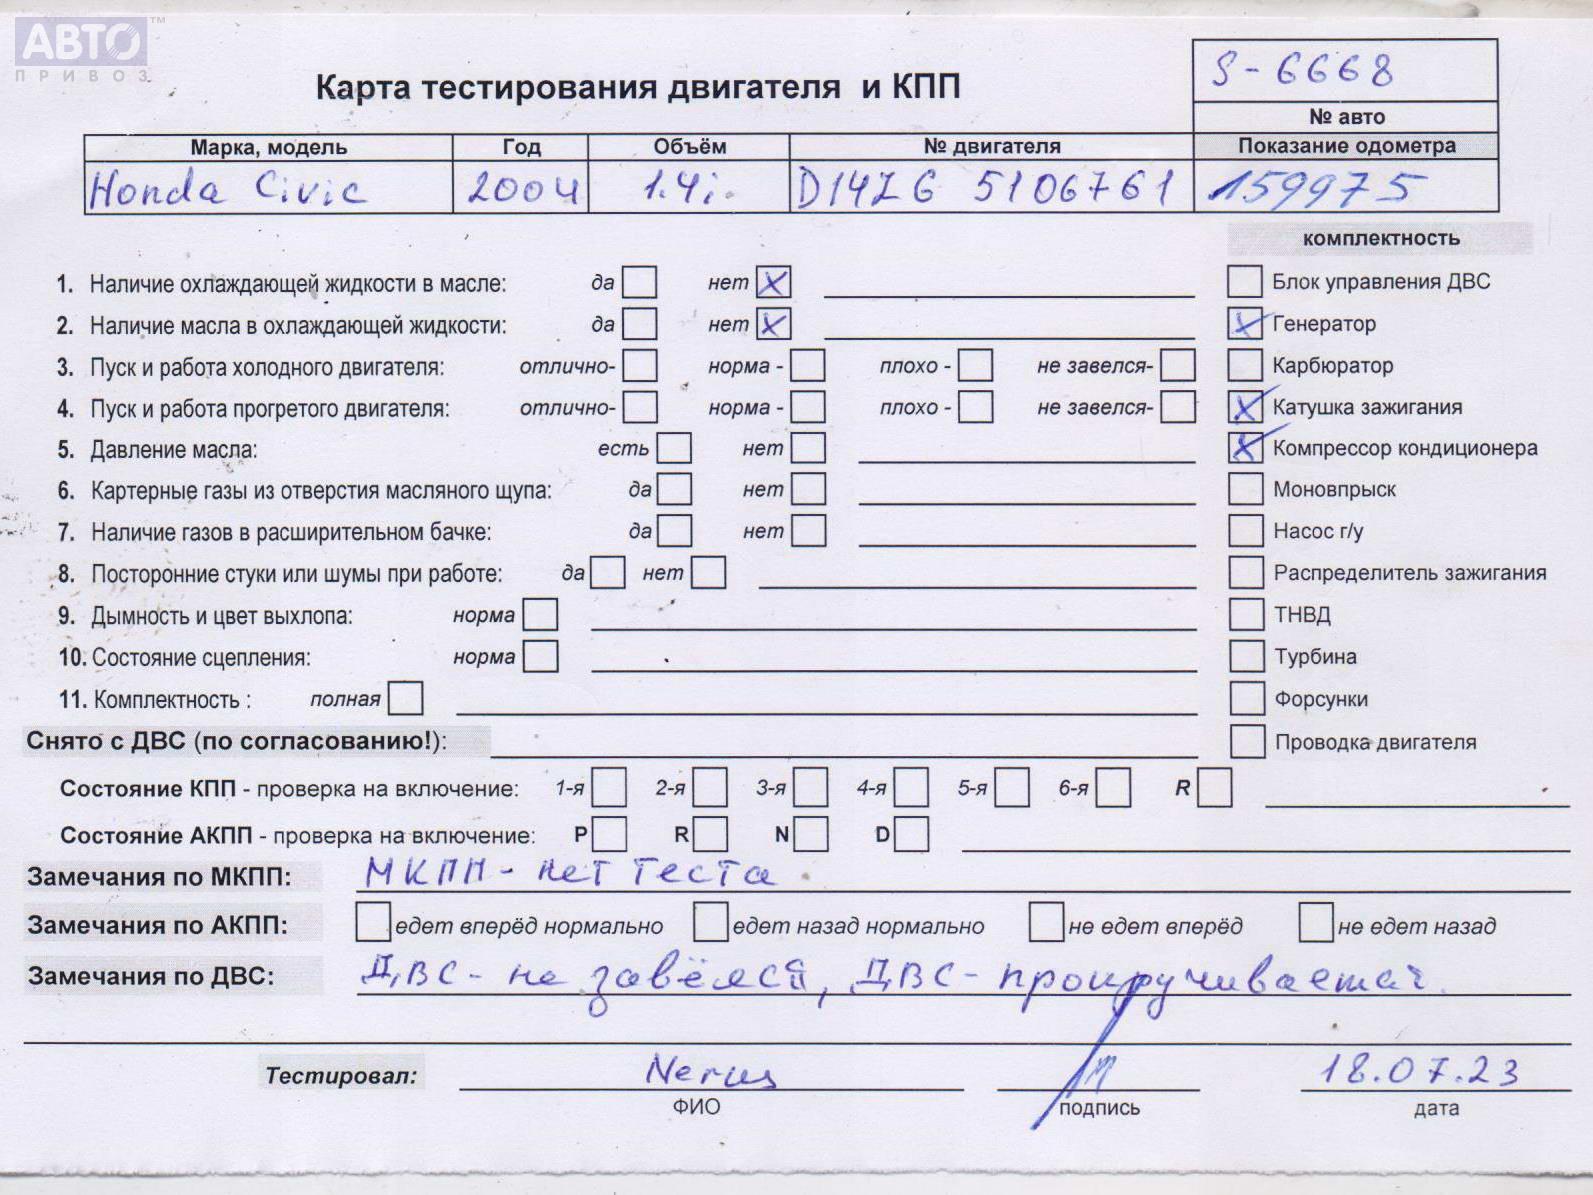 АВТО™
ПРИВОЗ
S-6668
Карта тестирования двигателя и КПП
№ авто
Марка, модель Год Объём № двигателя Показание одометра
Honda Civic 2004 1.4i. D14Z6 5106761 159975
комплектность
1. Наличие охлаждающей жидкости в масле: да нет X Блок управления ДВС
2. Наличие масла в охлаждающей жидкости: да нет X X Генератор
3. Пуск и работа холодного двигателя: отлично- норма - плохо - не завелся- Карбюратор
4. Пуск и работа прогретого двигателя: отлично- норма - плохо - не завелся- X Катушка зажигания
5. Давление масла: есть нет X Компрессор кондиционера
6. Картерные газы из отверстия масляного щупа: да нет Моновпрыск
7. Наличие газов в расширительном бачке: да нет Насос г/у
8. Посторонние стуки или шумы при работе: да нет Распределитель зажигания
9. Дымность и цвет выхлопа: норма ТНВД
10. Состояние сцепления: норма Турбина
11. Комплектность : полная Форсунки
Снято с ДВС (по согласованию!): Проводка двигателя
Состояние КПП - проверка на включение: 1-я 2-я 3-я 4-я 5-я 6-я R
Состояние АКПП - проверка на включение: P R N D
Замечания по МКПП: МКПП - нет теста
Замечания по АКПП: едет вперёд нормально едет назад нормально не едет вперёд не едет назад
Замечания по ДВС: ДВС - не завёлся, ДВС - прокручивается.
Тестировал: 18.07.23
ФИО подпись дата